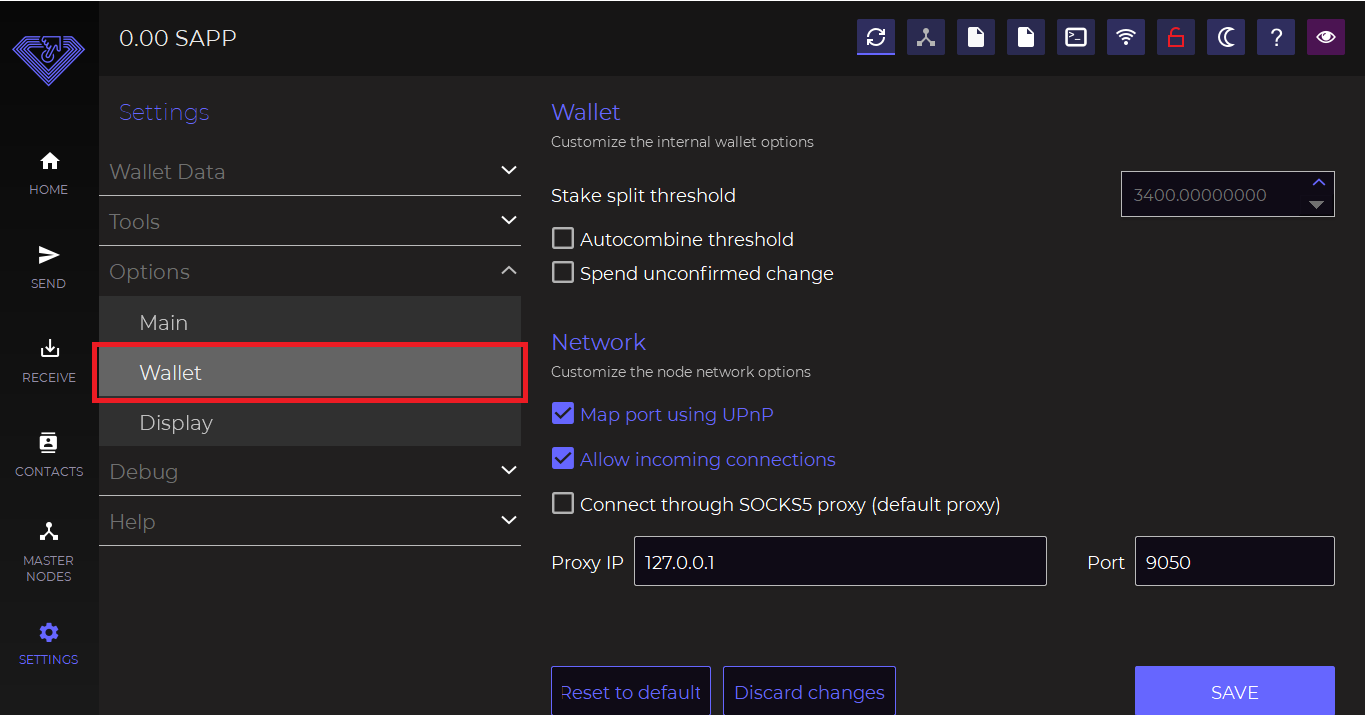 0.00 SAPP
HOME
SEND
RECEIVE
CONTACTS
MASTER
NODES
SETTINGS
Settings
Wallet Data
Tools
Options
Main
Wallet
Display
Debug
Help
Wallet
Customize the internal wallet options
Stake split threshold
3400.00000000
Autocombine threshold
Spend unconfirmed change
Network
Customize the node network options
Map port using UPnP
Allow incoming connections
Connect through SOCKS5 proxy (default proxy)
Proxy IP 127.0.0.1 Port 9050
Reset to default Discard changes SAVE